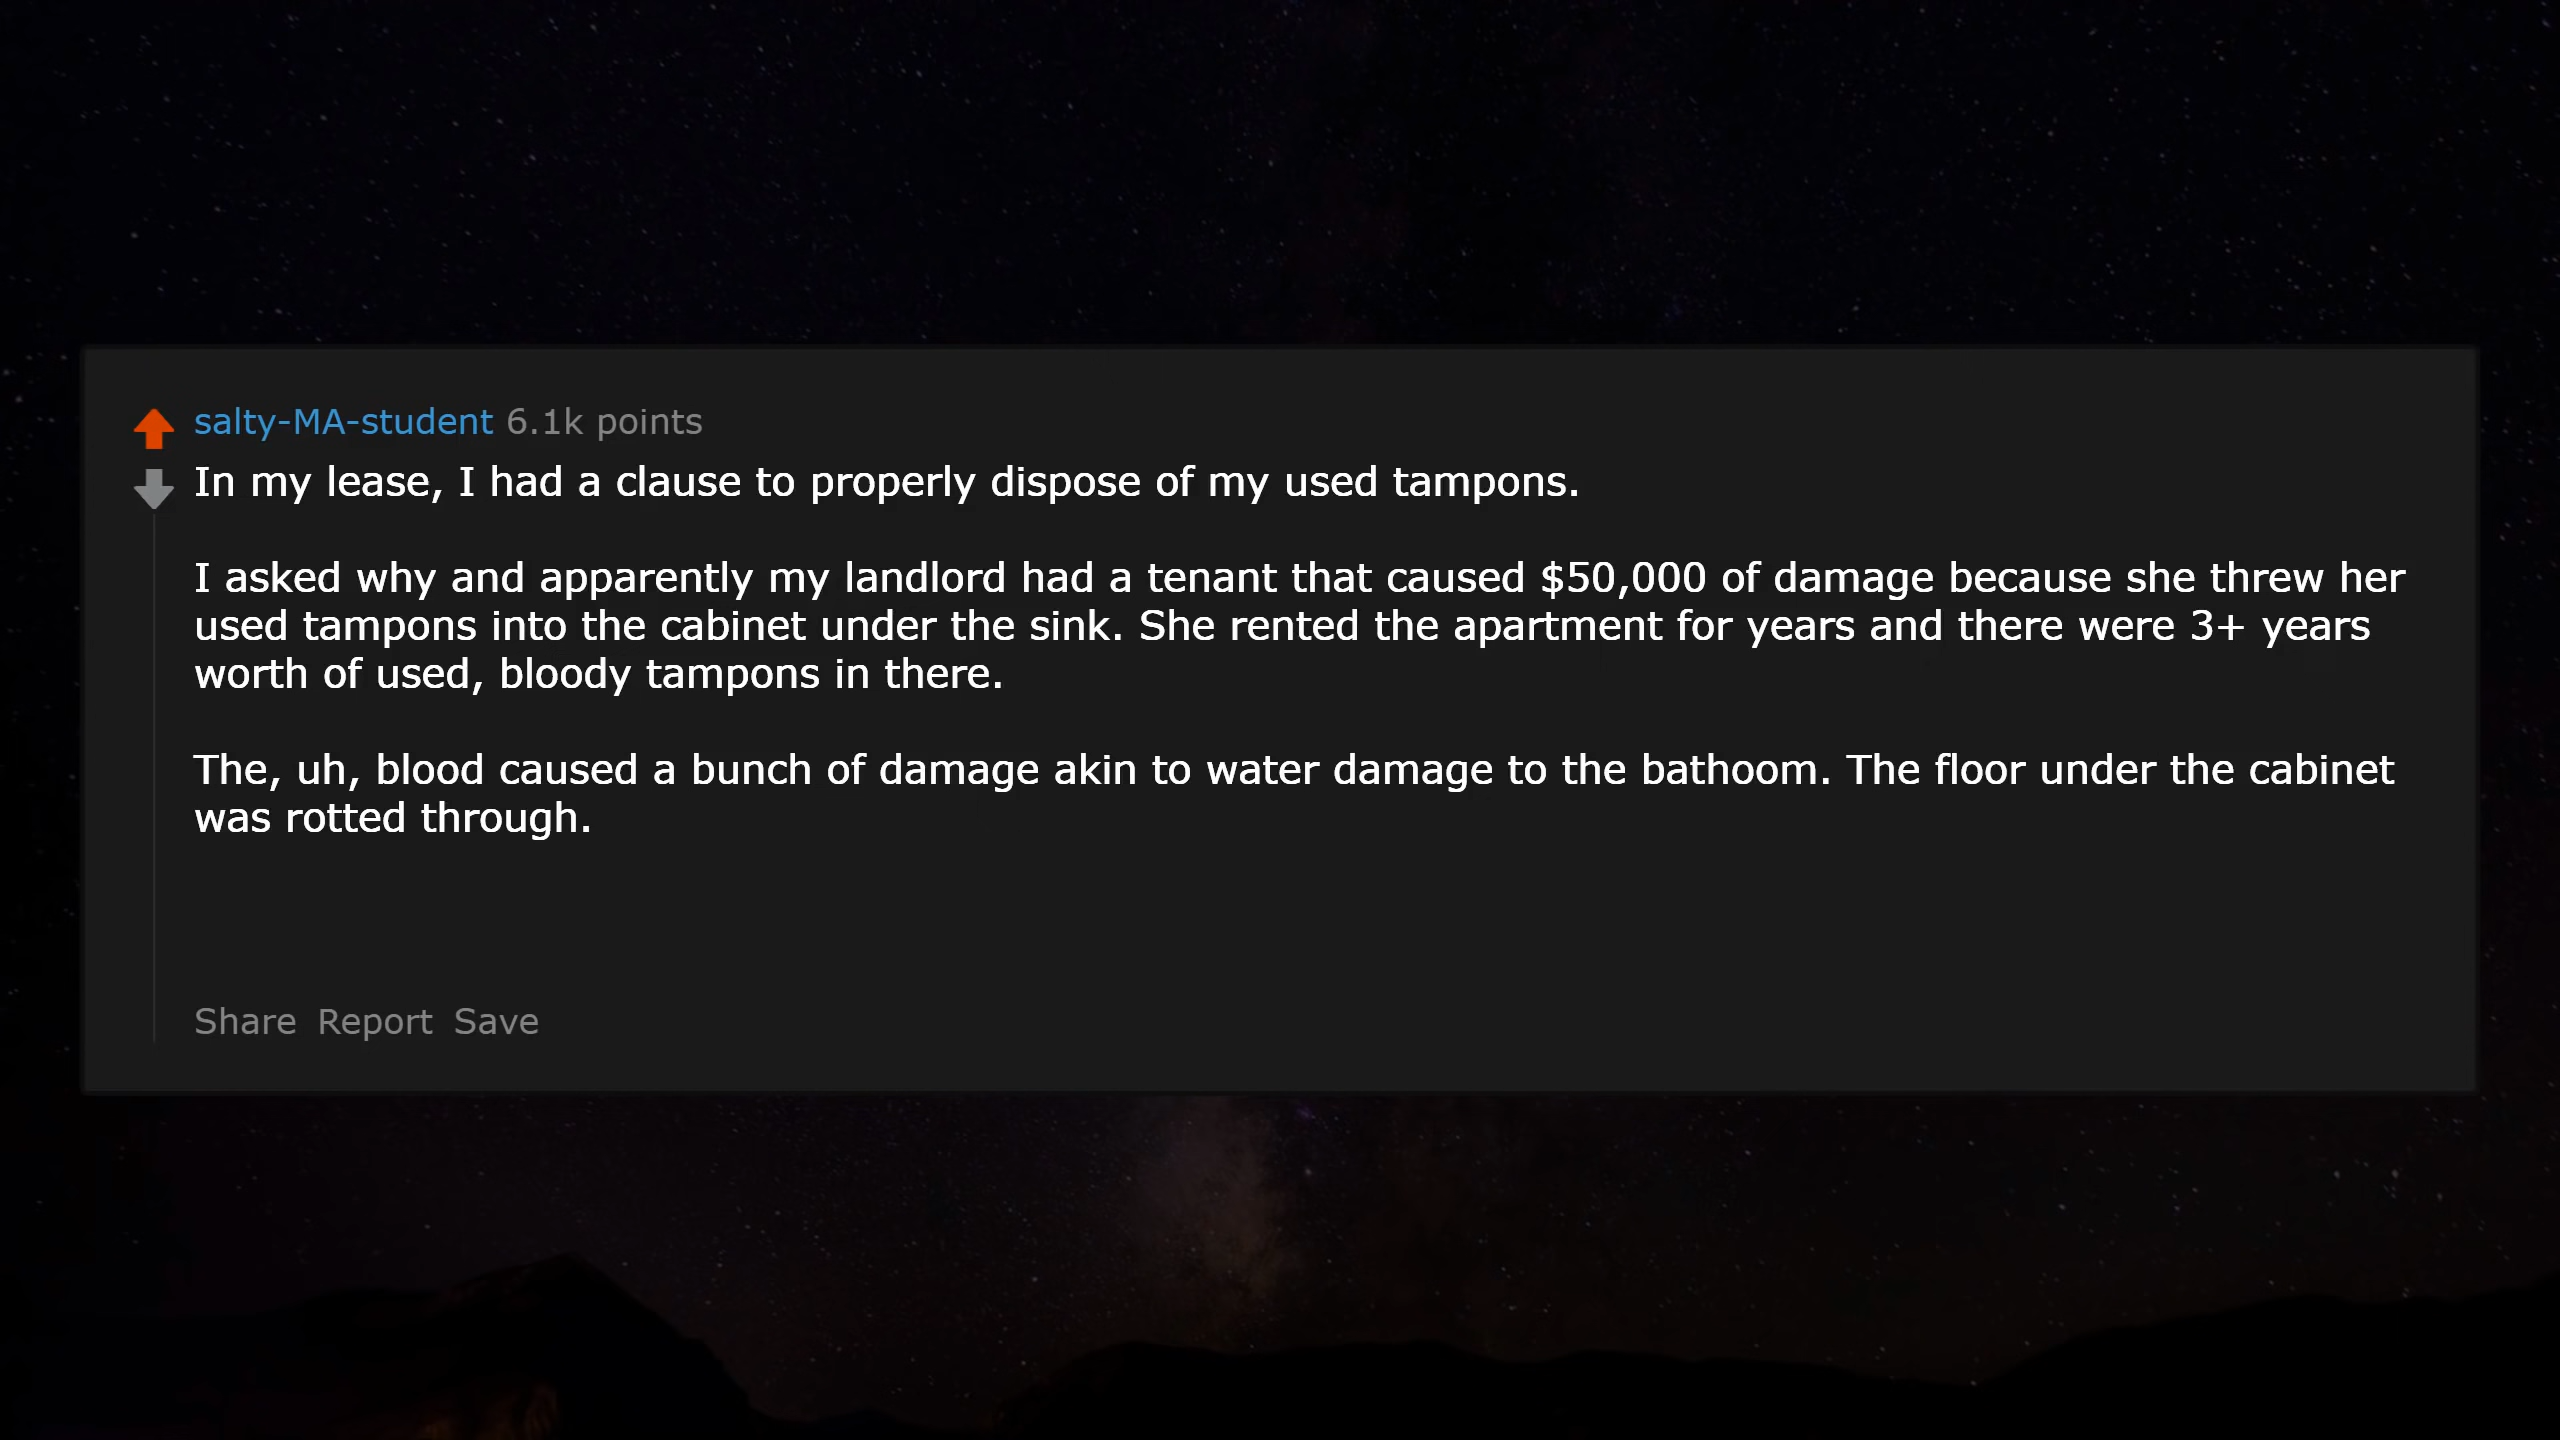 salty-MA-student 6.1k points
In my lease, I had a clause to properly dispose of my used tampons.
I asked why and apparently my landlord had a tenant that caused $50,000 of damage because she threw her
used tampons into the cabinet under the sink. She rented the apartment for years and there were 3+ years
worth of used, bloody tampons in there.
The, uh, blood caused a bunch of damage akin to water damage to the bathoom. The floor under the cabinet
was rotted through.
Share Report Save